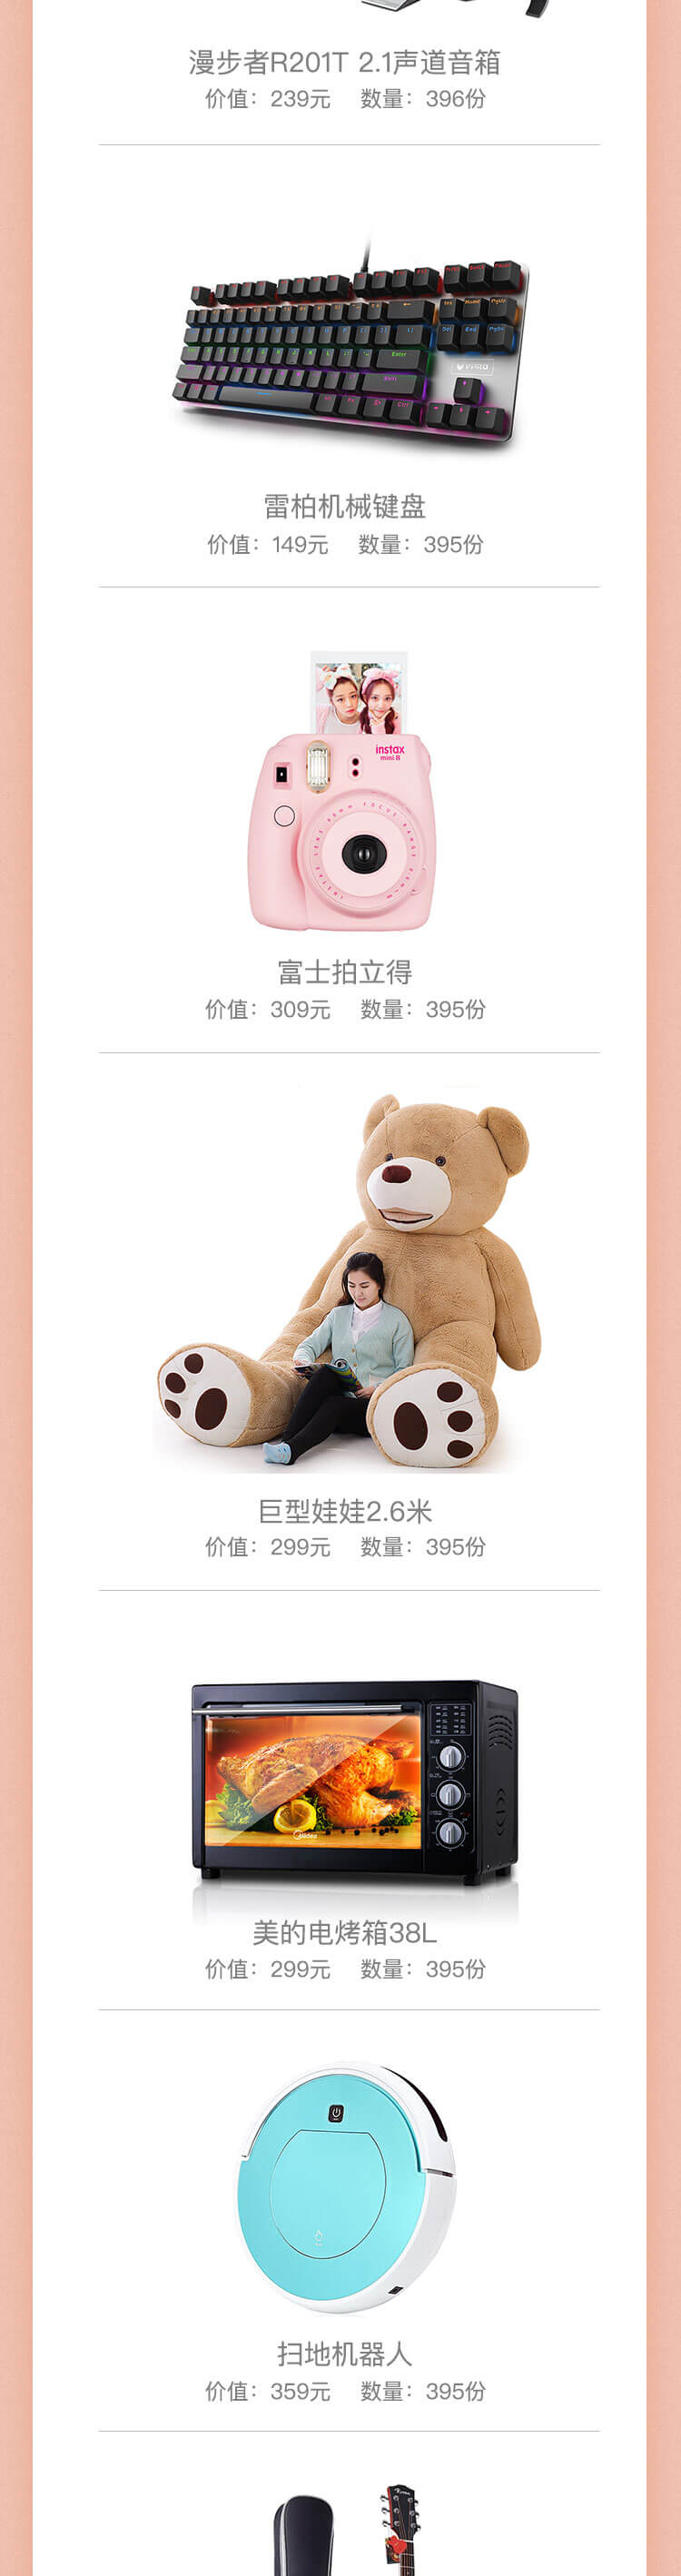 漫步者R201T 2.1声道音箱
价值：239元 数量：396份
Enter
雷柏机械键盘
价值：149元 数量：395份
instax
mini 8
富士拍立得
价值：309元 数量：395份
巨型娃娃2.6米
价值：299元 数量：395份
Midea
美的电烤箱38L
价值：299元 数量：395份
扫地机器人
价值：359元 数量：395份